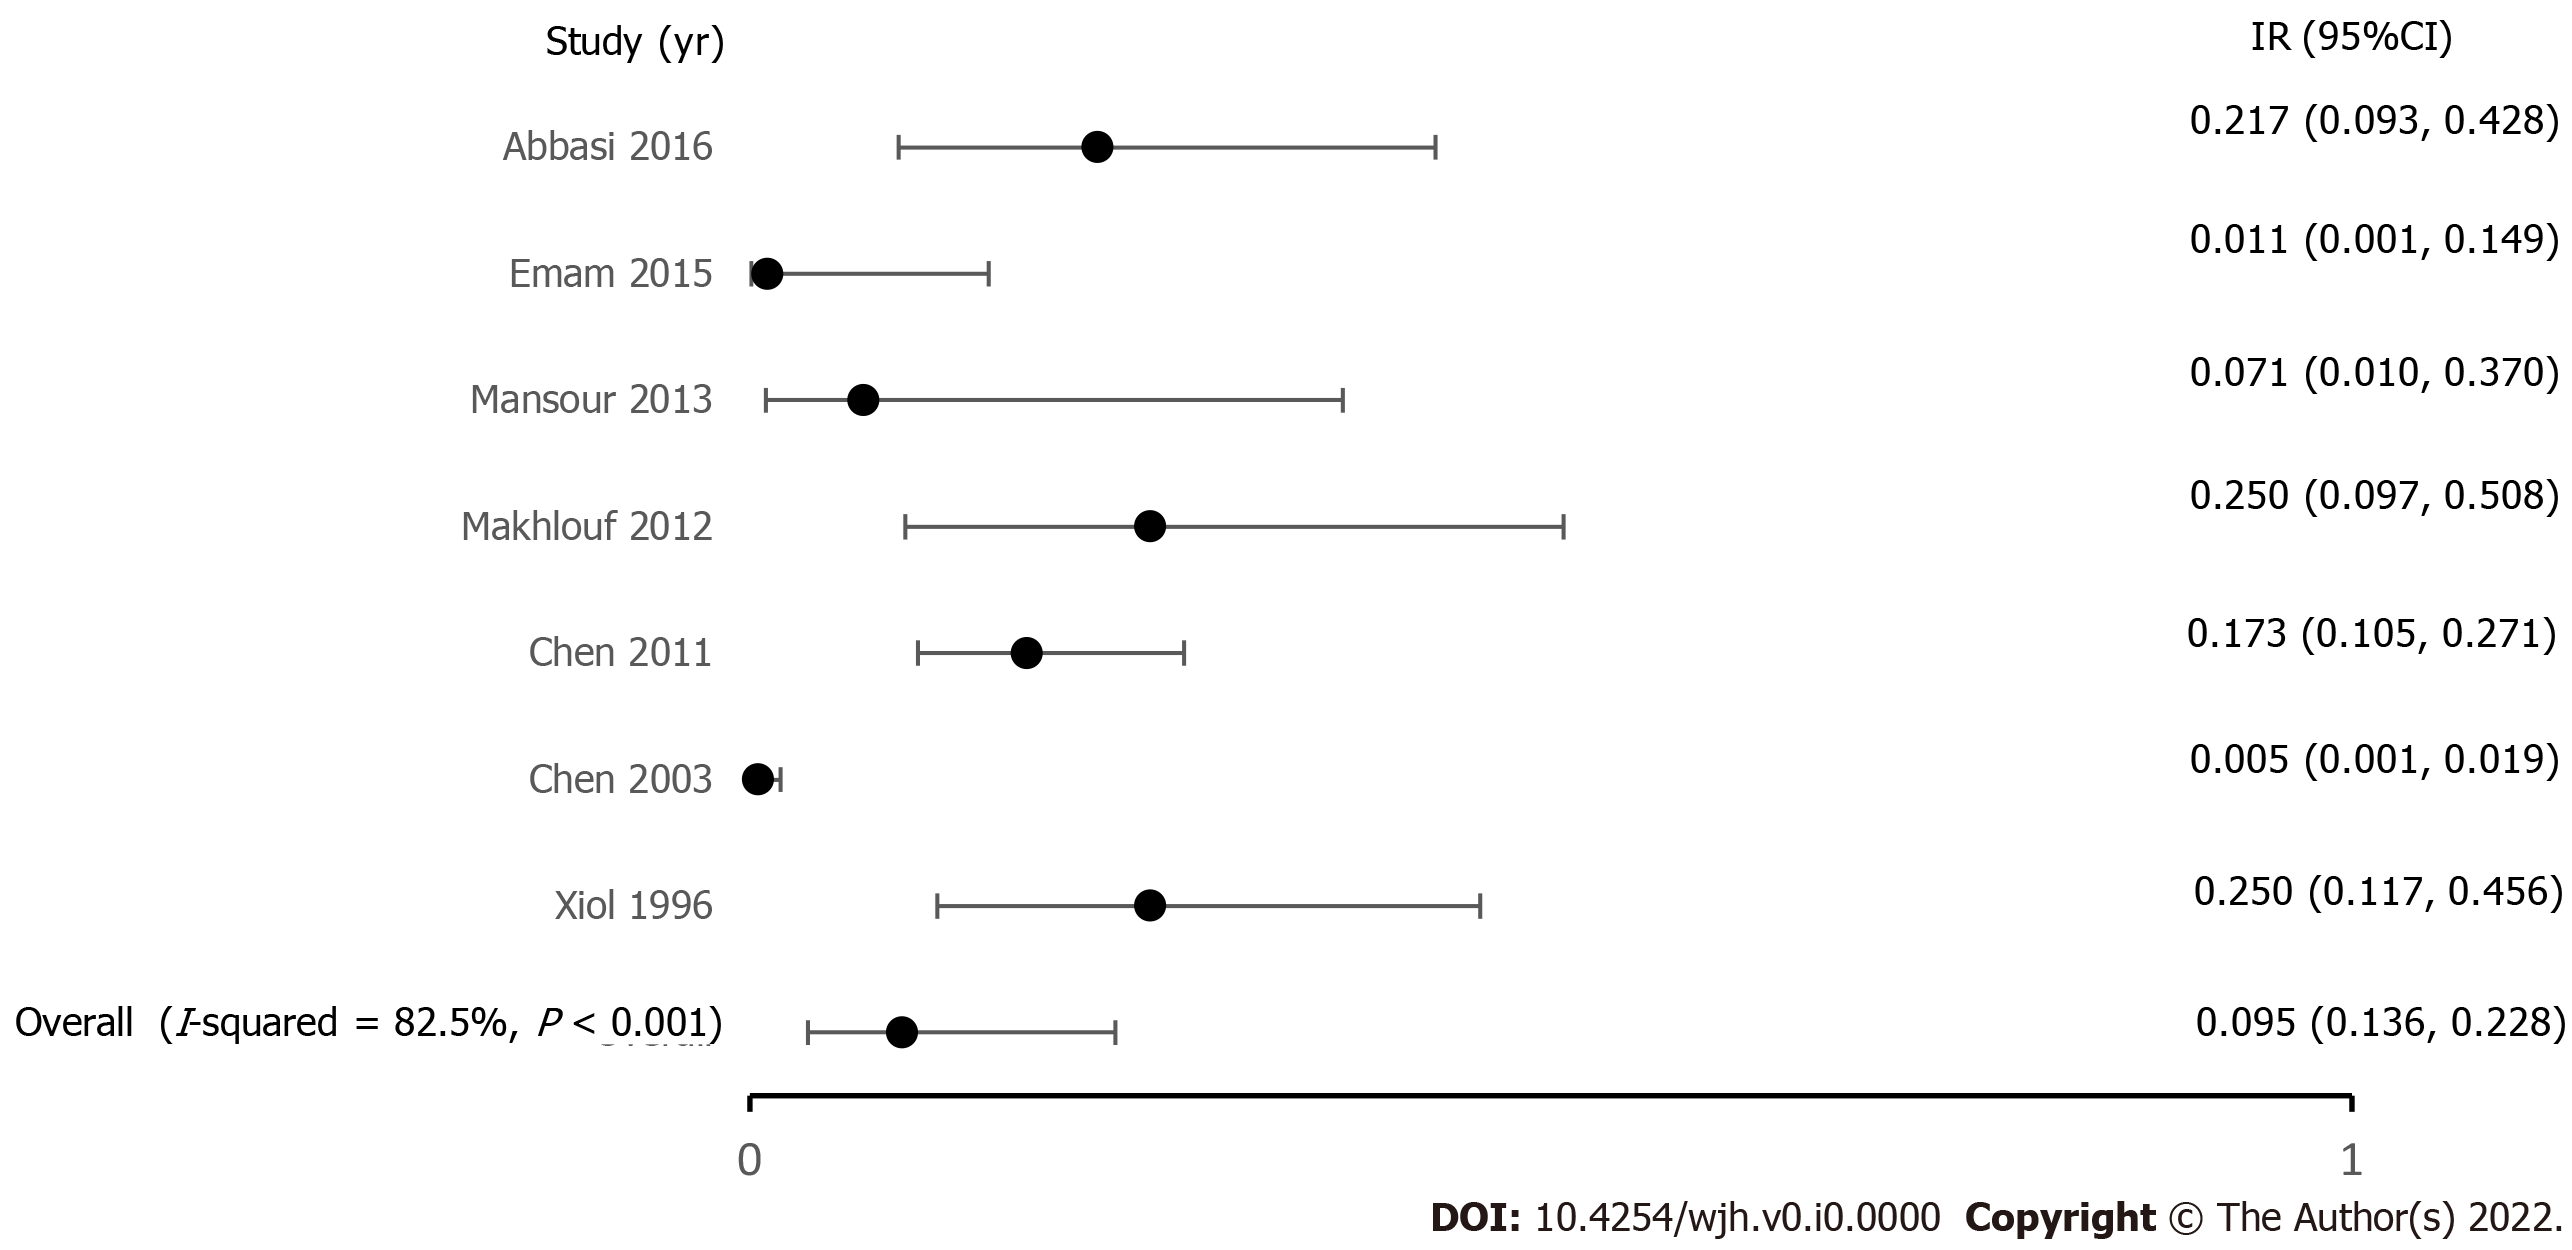 Study (yr) IR (95%CI)
Abbasi 2016 0.217 (0.093, 0.428)
Emam 2015 0.011 (0.001, 0.149)
Mansour 2013 0.071 (0.010, 0.370)
Makhlouf 2012 0.250 (0.097, 0.508)
Chen 2011 0.173 (0.105, 0.271)
Chen 2003 0.005 (0.001, 0.019)
Xiol 1996 0.250 (0.117, 0.456)
Overall (I-squared = 82.5%, P < 0.001) 0.095 (0.136, 0.228)
0 1
DOI: 10.4254/wjh.v0.i0.0000 Copyright © The Author(s) 2022.